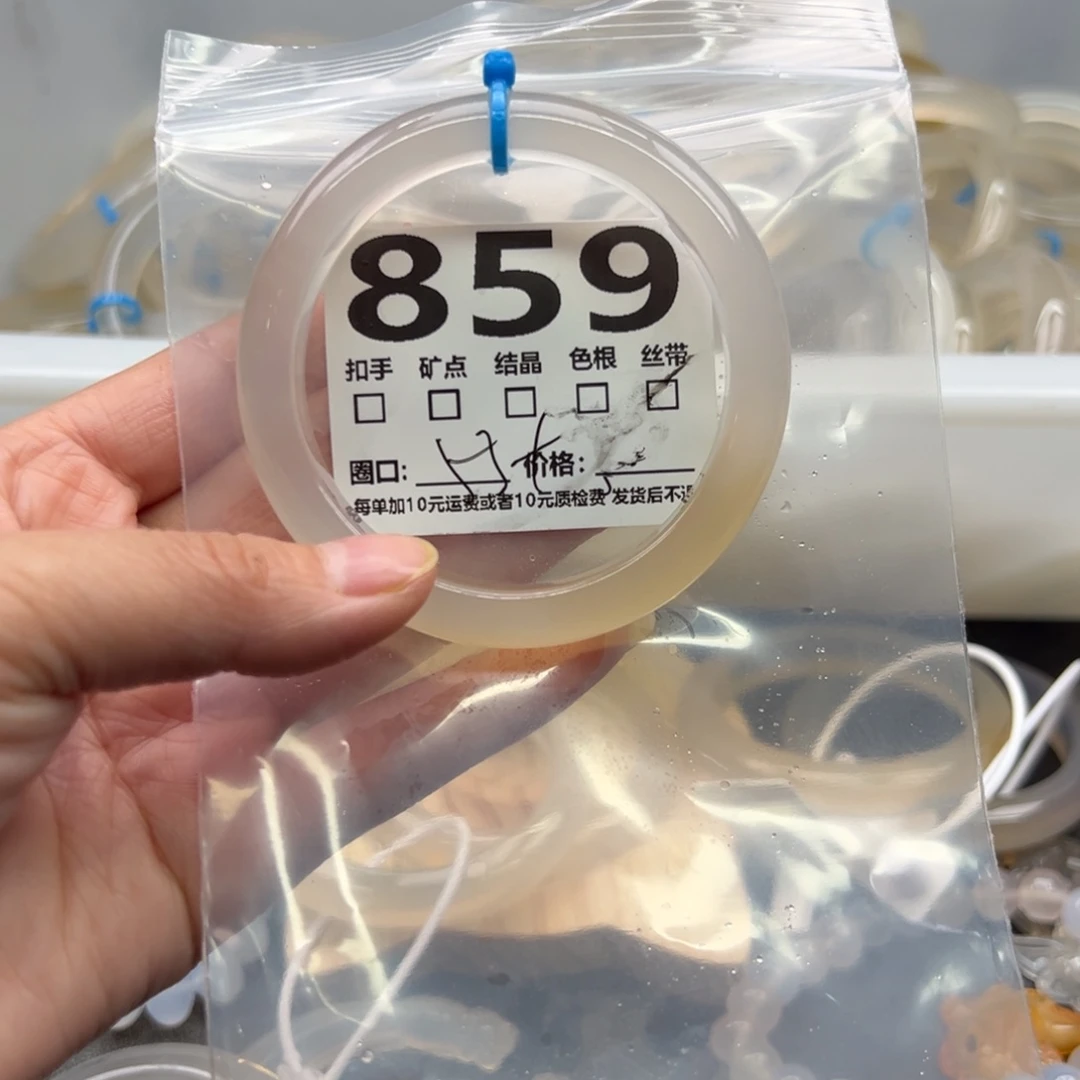 859
扣手 矿点 结晶 色根 丝带
圈口: 价格:
每单加10元运费或者10元质检费 发货后不